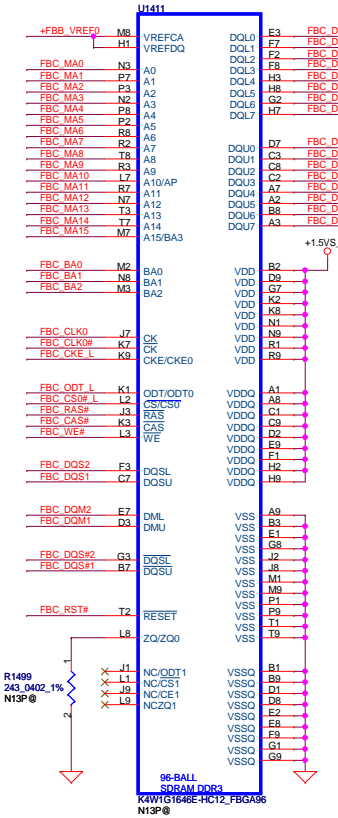 U1411
+FBB_VREF0 M8 VREFCA DQL0 E3 FBC_D
H1 VREFDQ DQL1 F7 FBC_D
DQL2 F2 FBC_D
FBC_MA0 N3 A0 DQL3 F8 FBC_D
FBC_MA1 P7 A1 DQL4 H3 FBC_D
FBC_MA2 P3 A2 DQL5 H8 FBC_D
FBC_MA3 N2 A3 DQL6 G2 FBC_D
FBC_MA4 P8 A4 DQL7 H7 FBC_D
FBC_MA5 P2 A5
FBC_MA6 R8 A6
FBC_MA7 R2 A7 DQU0 D7 FBC_D
FBC_MA8 T8 A8 DQU1 C3 FBC_D
FBC_MA9 R3 A9 DQU2 C8 FBC_D
FBC_MA10 L7 A10/AP DQU3 C2 FBC_D
FBC_MA11 R7 A11 DQU4 A7 FBC_D
FBC_MA12 N7 A12 DQU5 A2 FBC_D
FBC_MA13 T3 A13 DQU6 B8 FBC_D
FBC_MA14 T7 A14 DQU7 A3 FBC_D
FBC_MA15 M7 A15/BA3
+1.5VS_
FBC_BA0 M2 BA0 VDD B2
FBC_BA1 N8 BA1 VDD D9
FBC_BA2 M3 BA2 VDD G7
VDD K2
VDD K8
VDD N1
FBC_CLK0 J7 CK VDD N9
FBC_CLK0# K7 CK VDD R1
FBC_CKE_L K9 CKE/CKE0 VDD R9
FBC_ODT_L K1 ODT/ODT0 VDDQ A1
FBC_CS0#_L L2 CS/CS0 VDDQ A8
FBC_RAS# J3 RAS VDDQ C1
FBC_CAS# K3 CAS VDDQ C9
FBC_WE# L3 WE VDDQ D2
VDDQ E9
VDDQ F1
FBC_DQS2 F3 DQSL VDDQ H2
FBC_DQS1 C7 DQSU VDDQ H9
FBC_DQM2 E7 DML VSS A9
FBC_DQM1 D3 DMU VSS B3
VSS E1
VSS G8
FBC_DQS#2 G3 DQSL VSS J2
FBC_DQS#1 B7 DQSU VSS J8
VSS M1
VSS M9
VSS P1
FBC_RST# T2 RESET VSS P9
VSS T1
L8 ZQ/ZQ0 VSS T9
1
J1 NC/ODT1 VSSQ B1
R1499 L1 NC/CS1 VSSQ B9
243_0402_1% J9 NC/CE1 VSSQ D1
N13P@ L9 NCZQ1 VSSQ D8
2 VSSQ E2
VSSQ E8
VSSQ F9
VSSQ G1
VSSQ G9
96-BALL
SDRAM DDR3
K4W1G1646E-HC12_FBGA96
N13P@